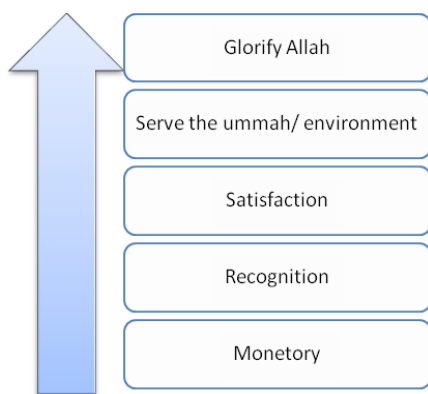 Glorify Allah
Serve the ummah/ environment
Satisfaction
Recognition
Monetory